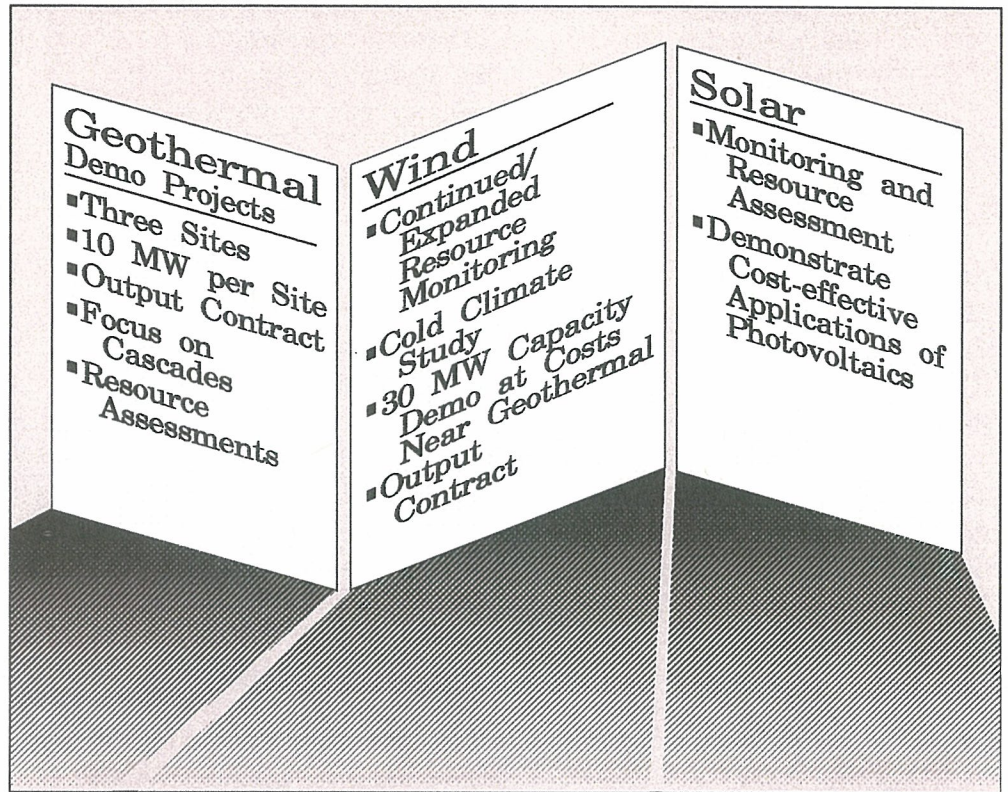 Geothermal
Demo Projects
▪Three Sites
▪10 MW per Site
▪Output Contract
▪Focus on
Cascades
▪Resource
Assessments
Wind
▪Continued/
Expanded
Resource
Monitoring
▪Cold Climate
Study
▪30 MW Capacity
Demo at Costs
Near Geothermal
▪Output
Contract
Solar
▪Monitoring and
Resource
Assessment
▪Demonstrate
Cost-effective
Applications of
Photovoltaics